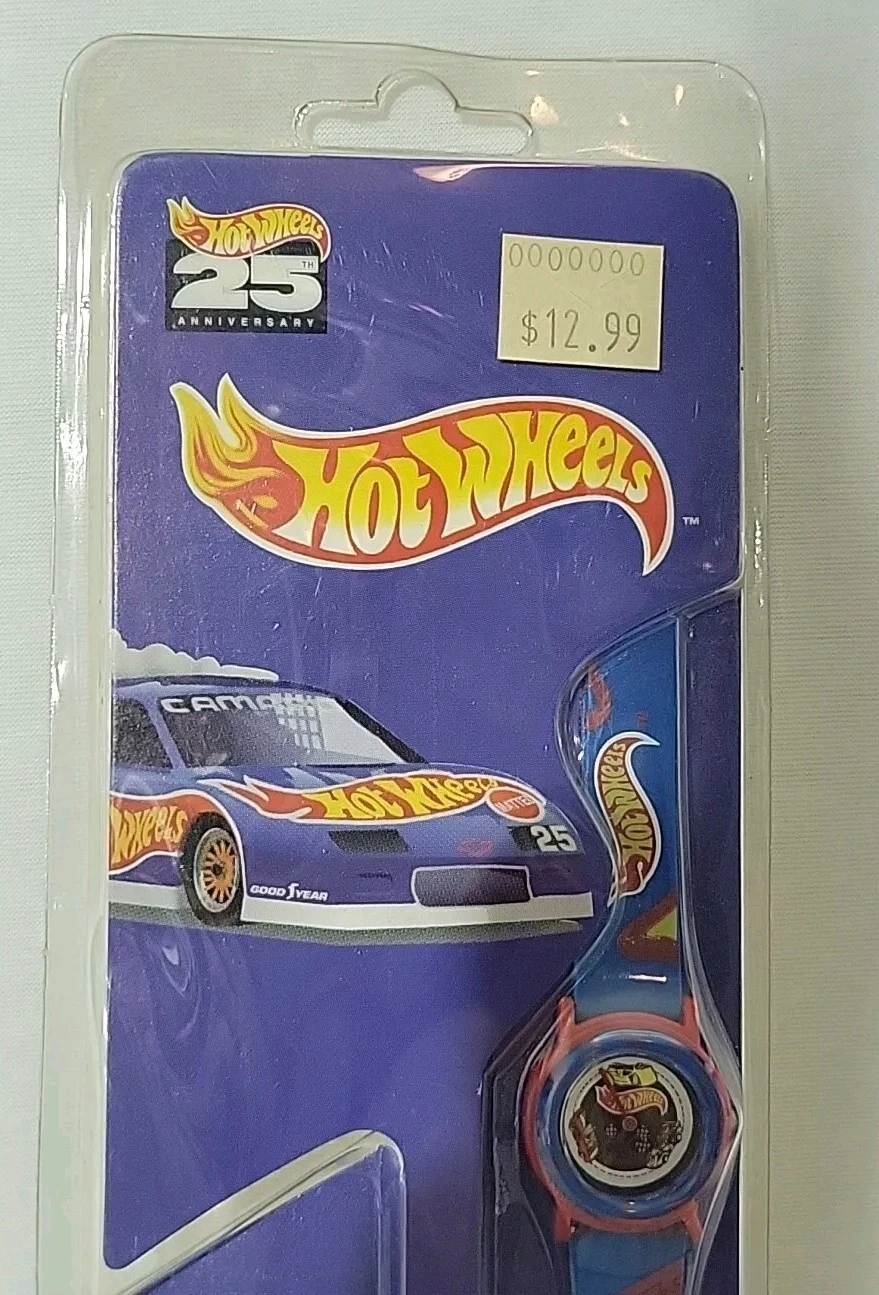 HOT WHEELS
25TH
ANNIVERSARY
0000000
$12.99
HOT WHEELS
TM
CAMARO
HOT WHEELS
MATTEL
WHEELS
25
GOOD YEAR
HOT WHEELS
HOT WHEELS